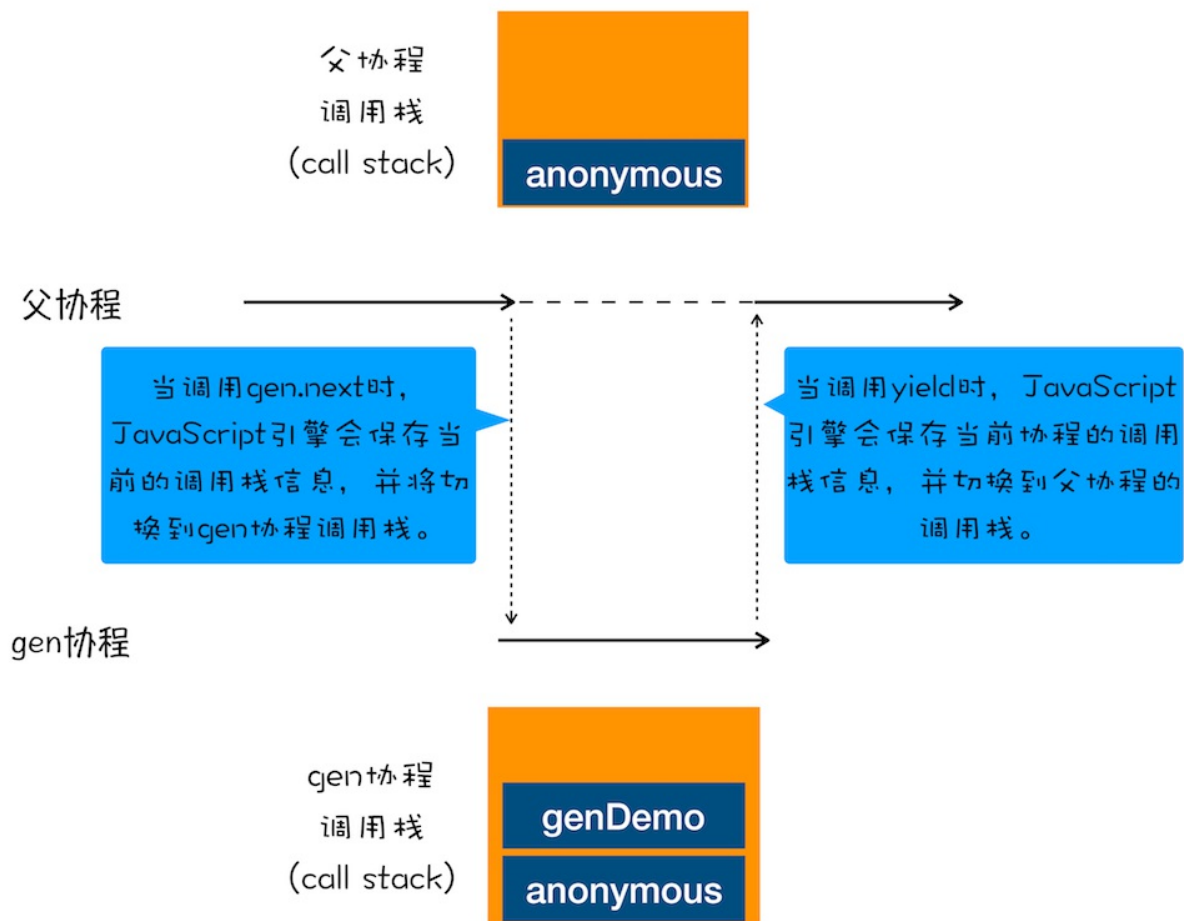 父协程
调用栈
(call stack)
anonymous
父协程
当调用gen.next时，
JavaScript引擎会保存当
前的调用栈信息，并将切
换到gen协程调用栈。
当调用yield时，JavaScript
引擎会保存当前协程的调用
栈信息，并切换到父协程的
调用栈。
gen协程
gen协程
调用栈
(call stack)
genDemo
anonymous